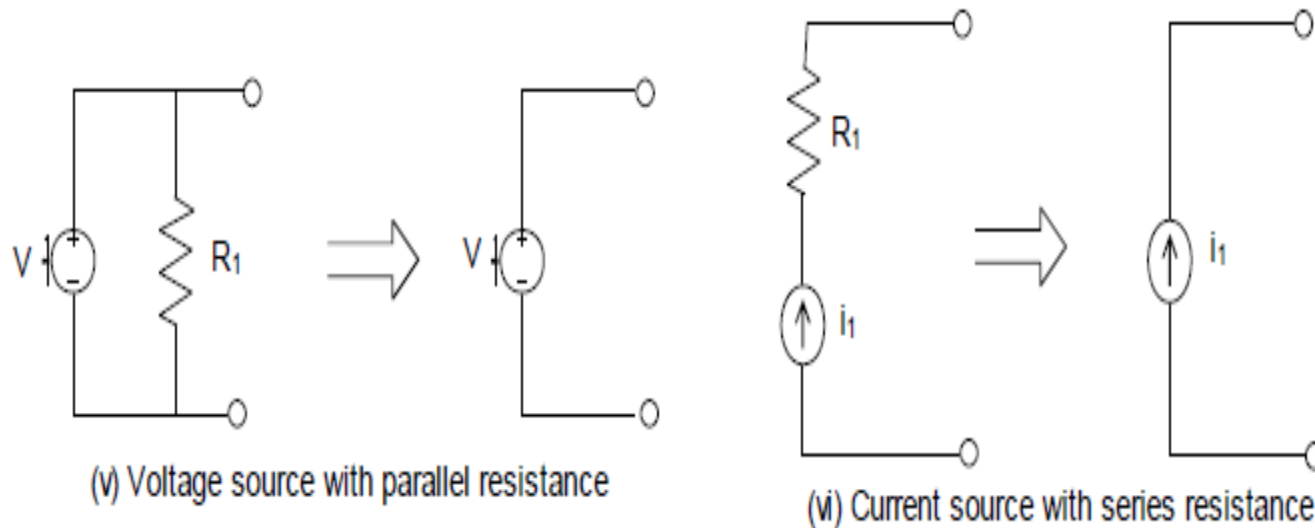 R₁
V
R₁
V
i₁
i₁
(v) Voltage source with parallel resistance
(vi) Current source with series resistance